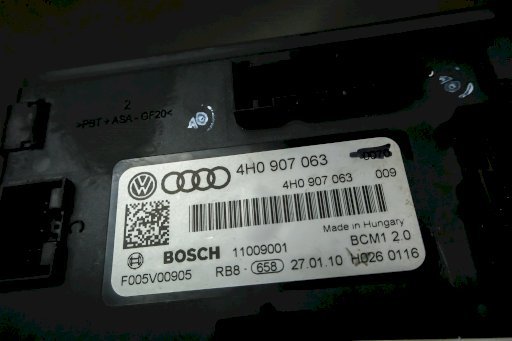 2
>PBT+ASA-GF20<
4H0 907 063
4H0 907 063 009
Made in Hungary
BOSCH 11009001 BCM1 2.0
F005V00905 RB8-658 27.01.10 H026 0116